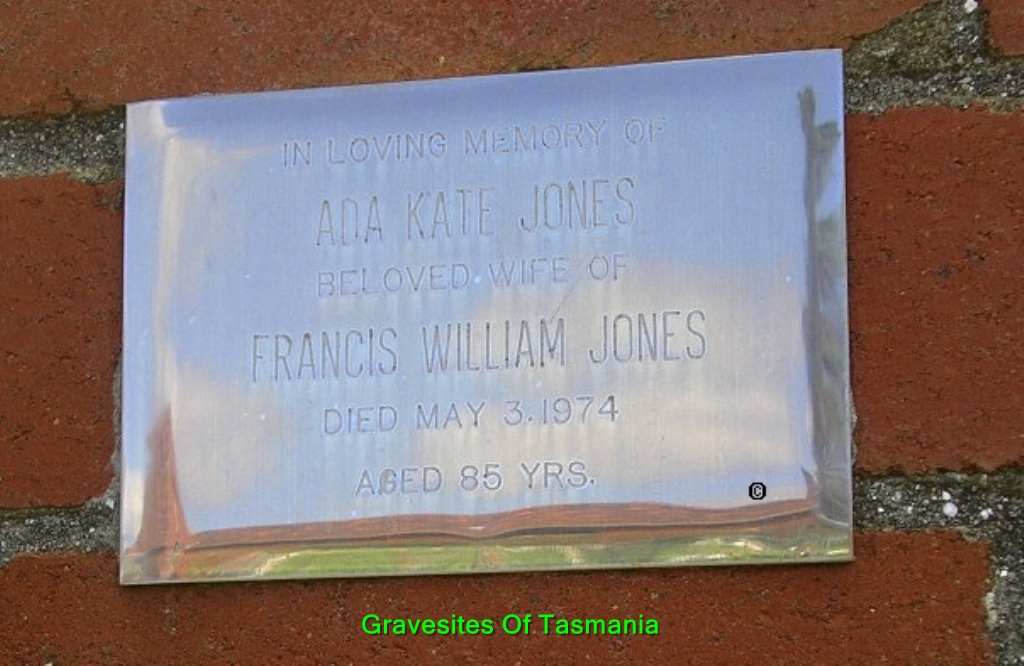 IN LOVING MEMORY OF
ADA KATE JONES
BELOVED WIFE OF
FRANCIS WILLIAM JONES
DIED MAY 3.1974
AGED 85 YRS.
©
Gravesites Of Tasmania